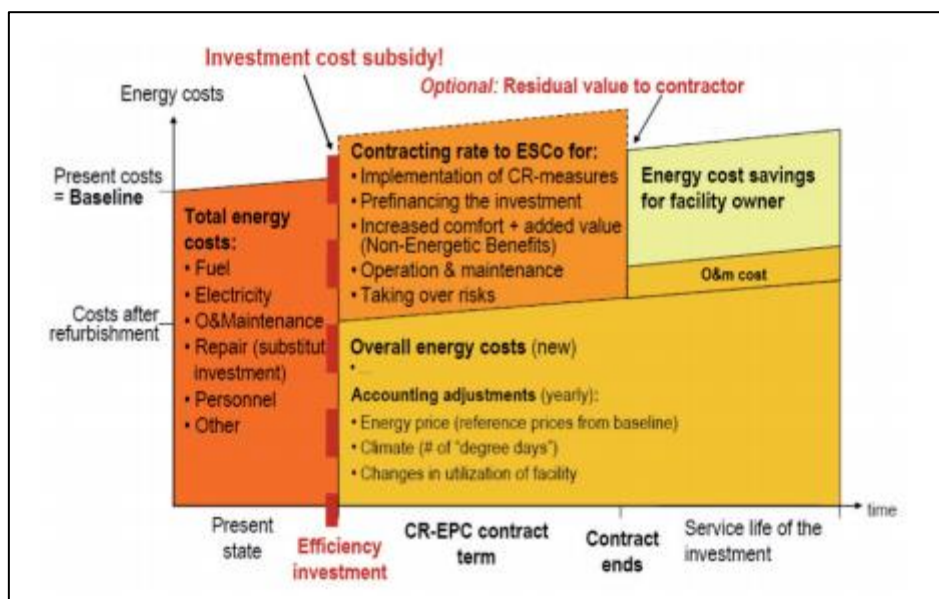 Investment cost subsidy!
Optional: Residual value to contractor
Energy costs
Present costs
= Baseline
Costs after
refurbishment
Total energy
costs:
• Fuel
• Electricity
• O&Maintenance
• Repair (substitut
investment)
• Personnel
• Other
Contracting rate to ESCo for:
• Implementation of CR-measures
• Prefinancing the investment
• Increased comfort + added value
(Non-Energetic Benefits)
• Operation & maintenance
• Taking over risks
Energy cost savings
for facility owner
O&m cost
Overall energy costs (new)
• ...
Accounting adjustments (yearly):
• Energy price (reference prices from baseline)
• Climate (# of "degree days")
• Changes in utilization of facility
time
Present
state
Efficiency
investment
CR-EPC contract
term
Contract
ends
Service life of the
investment